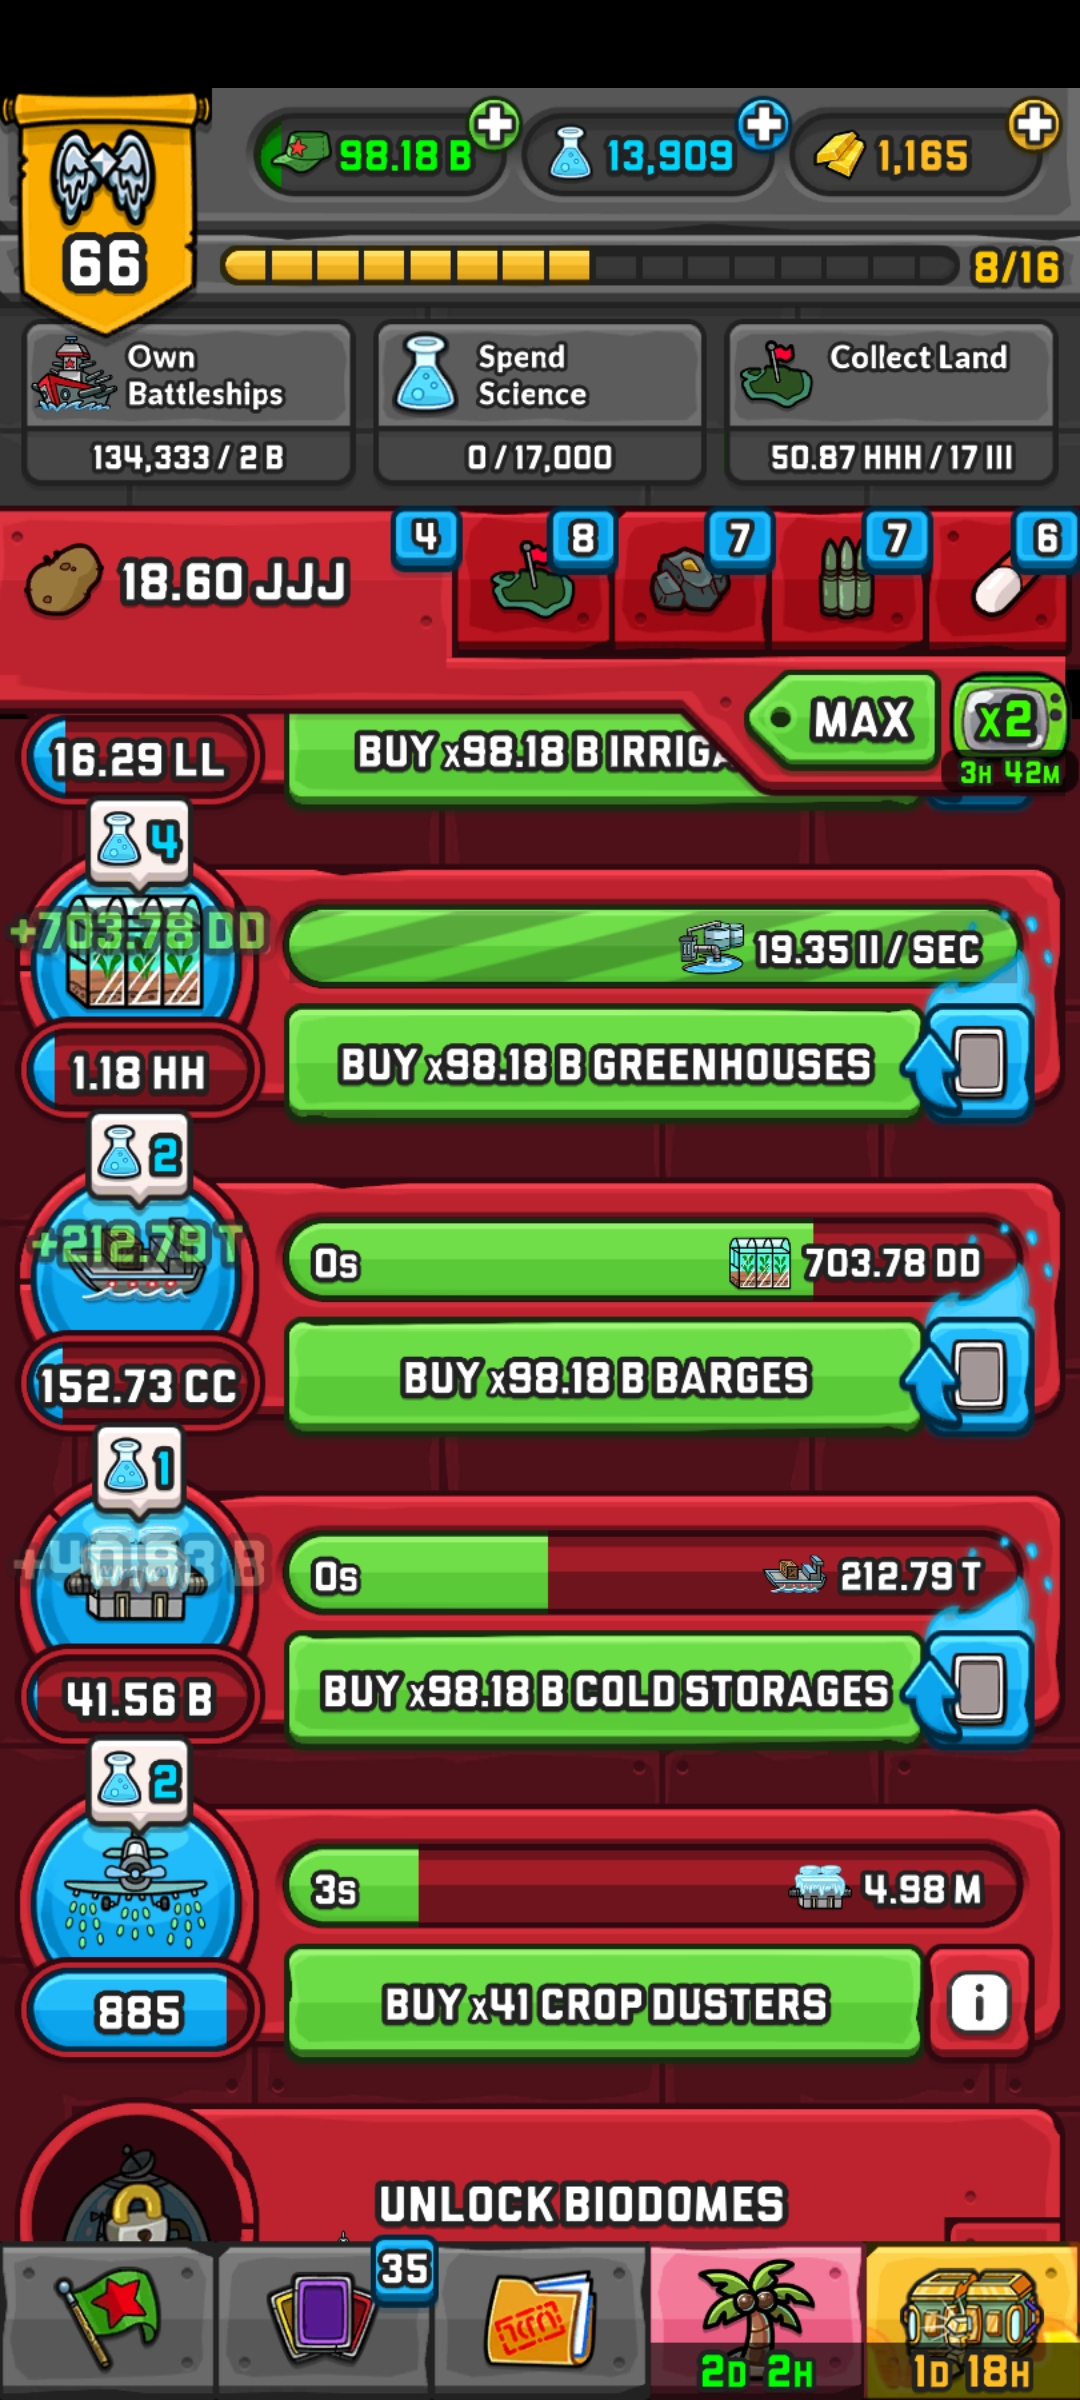 98.18 B
13,909
1,165
66
8/16
Own
Battleships
134,333 / 2 B
Spend
Science
0 / 17,000
Collect Land
50.87 HHH / 17 III
18.60 JJJ
4
8
7
7
6
MAX
x2
3H 42M
16.29 LL
BUY x98.18 B
4
+703.78 DD
19.35 II / SEC
1.18 HH
BUY x98.18 B GREENHOUSES
2
+212.79 T
0s
703.78 DD
152.73 CC
BUY x98.18 B BARGES
1
0s
212.79 T
41.56 B
BUY x98.18 B COLD STORAGES
2
3s
4.98 M
885
BUY x41 CROP DUSTERS
i
UNLOCK BIODOMES
35
2D 2H
1D 18H